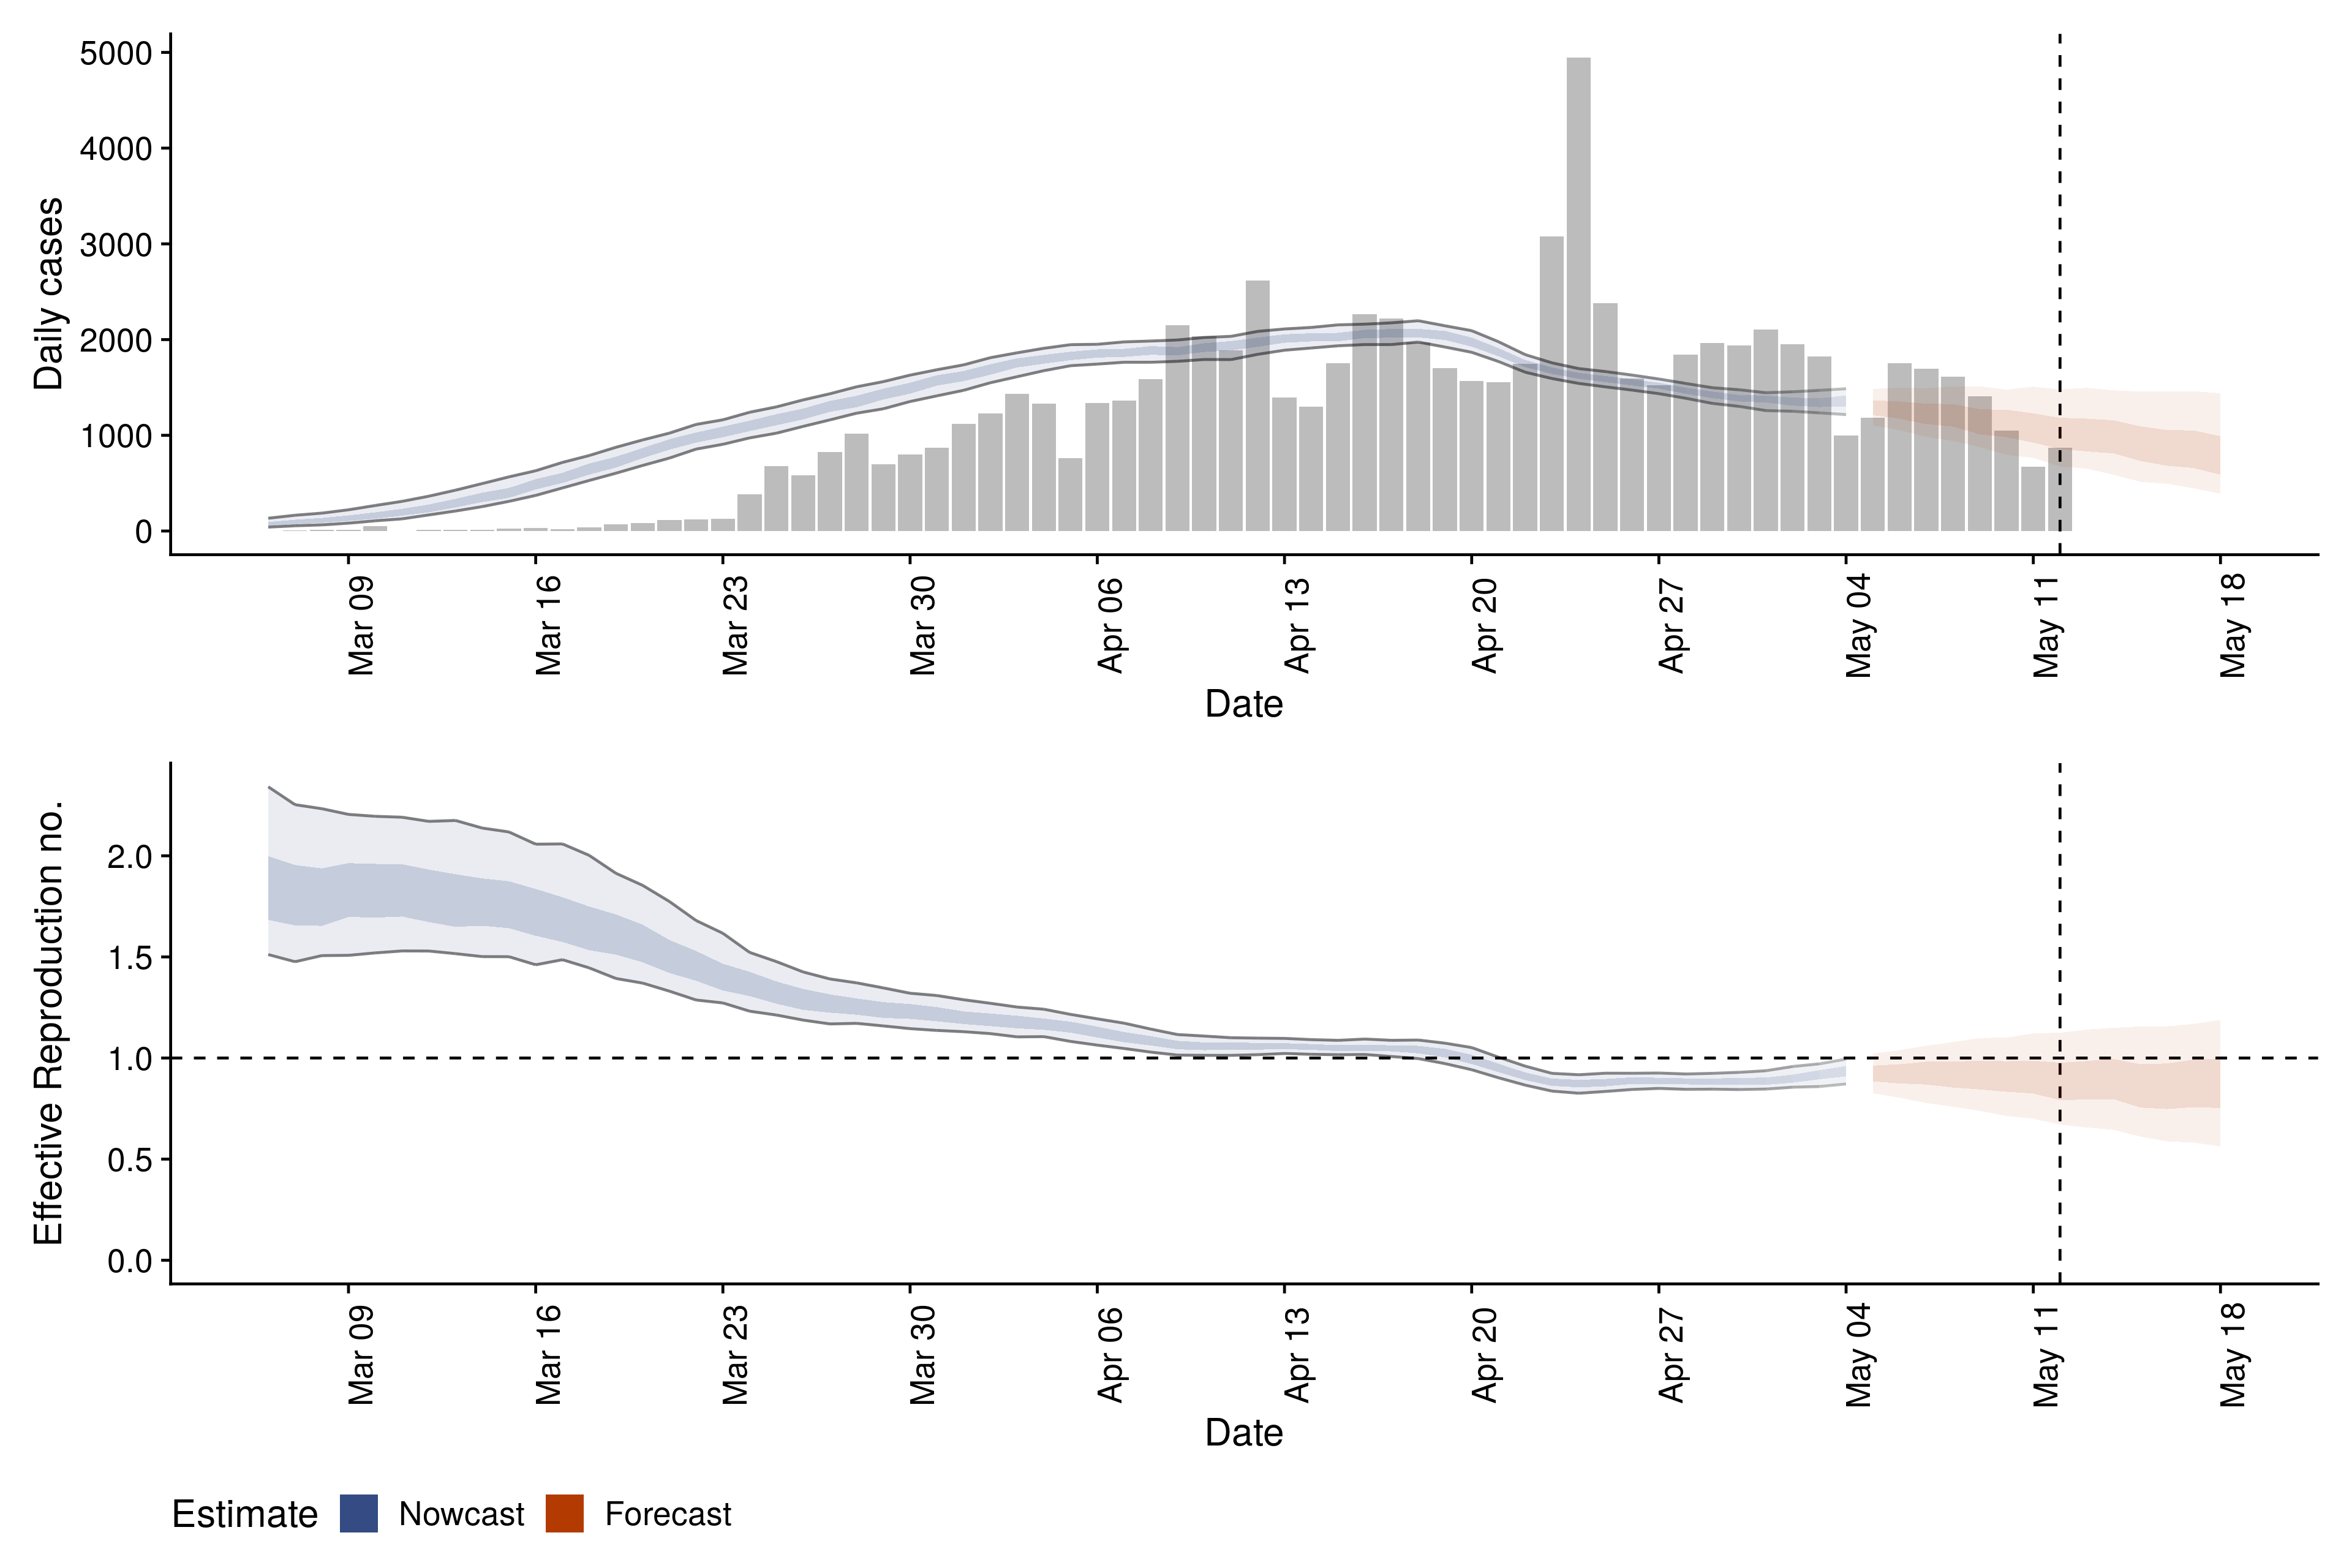 Daily cases
5000
4000
3000
2000
1000
0
Mar 09 Mar 16 Mar 23 Mar 30 Apr 06 Apr 13 Apr 20 Apr 27 May 04 May 11 May 18
Date
Effective Reproduction no.
2.0
1.5
1.0
0.5
0.0
Mar 09 Mar 16 Mar 23 Mar 30 Apr 06 Apr 13 Apr 20 Apr 27 May 04 May 11 May 18
Date
Estimate Nowcast Forecast